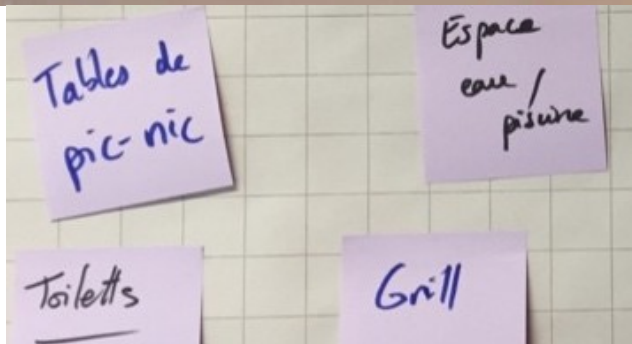 Tables de
pic-nic
Espace
eau /
piscine
Toiletts
Grill